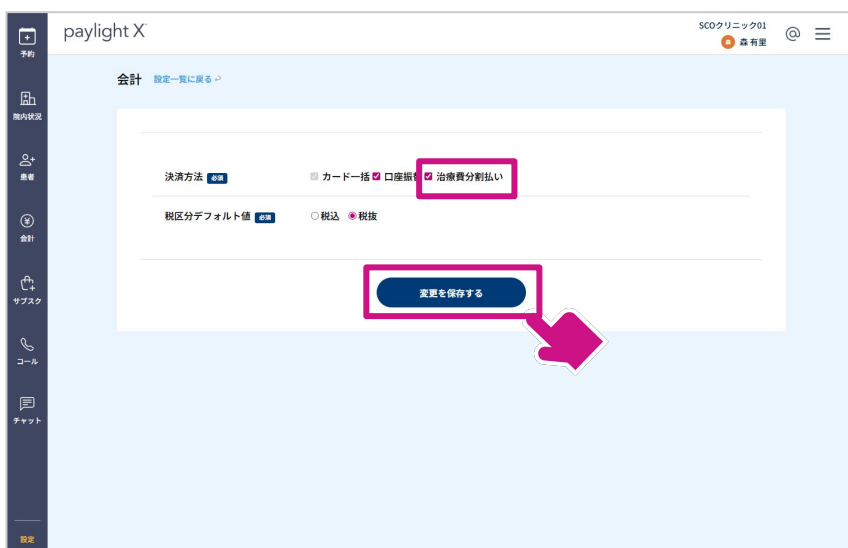 paylight X
SCOクリニック01
森
森 有里
予約
院内状況
患者
会計
サブスク
コール
チャット
設定
会計 設定一覧に戻る
決済方法 必須 カード一括 口座振替 治療費分割払い
税区分デフォルト値 必須 税込 税抜
変更を保存する